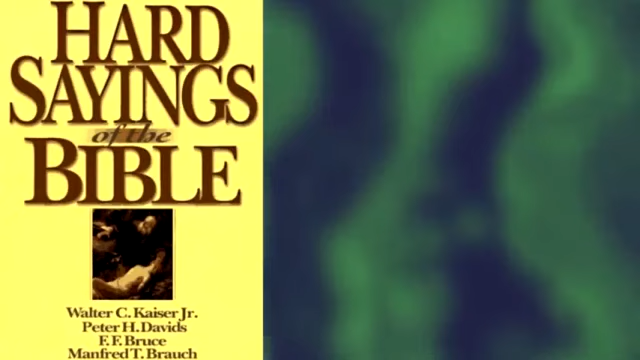 HARD
SAYINGS
of the
BIBLE
Walter C. Kaiser Jr.
Peter H. Davids
F. F. Bruce
Manfred T. Brauch